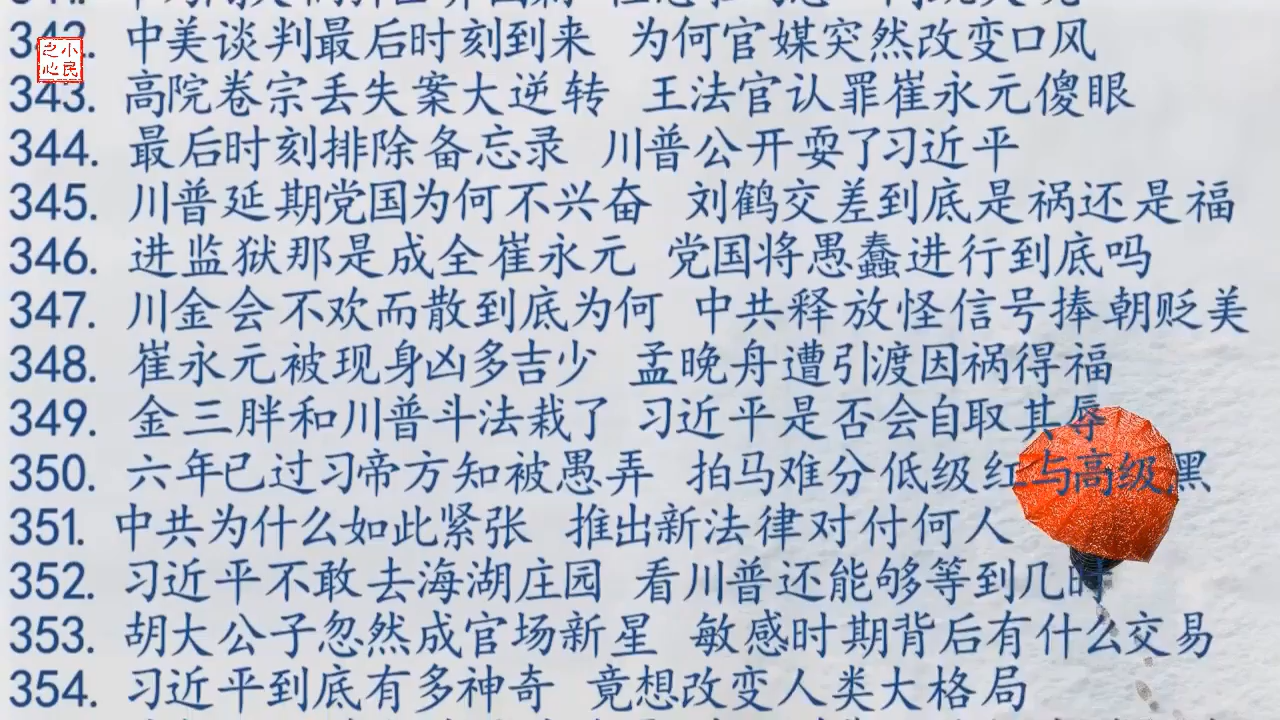 小民之心
342. 中美谈判最后时刻到来 为何官媒突然改变口风
343. 高院卷宗丢失案大逆转 王法官认罪崔永元傻眼
344. 最后时刻排除备忘录 川普公开耍了习近平
345. 川普延期党国为何不兴奋 刘鹤交差到底是祸还是福
346. 进监狱那是成全崔永元 党国将愚蠢进行到底吗
347. 川金会不欢而散到底为何 中共释放怪信号捧朝贬美
348. 崔永元被现身凶多吉少 孟晚舟遭引渡因祸得福
349. 金三胖和川普斗法栽了 习近平是否会自取其辱
350. 六年已过习帝方知被愚弄 拍马难分低级红与高级黑
351. 中共为什么如此紧张 推出新法律对付何人
352. 习近平不敢去海湖庄园 看川普还能够等到几时
353. 胡大公子忽然成官场新星 敏感时期背后有什么交易
354. 习近平到底有多神奇 竟想改变人类大格局